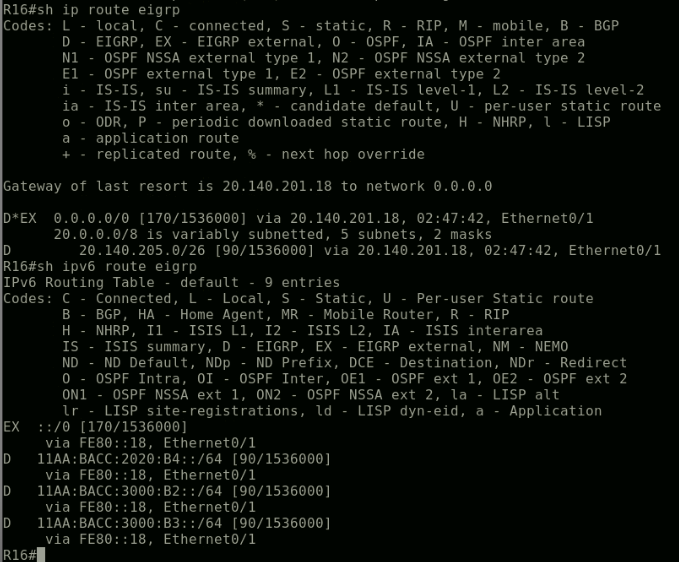 R16#sh ip route eigrp
Codes: L - local, C - connected, S - static, R - RIP, M - mobile, B - BGP
       D - EIGRP, EX - EIGRP external, O - OSPF, IA - OSPF inter area
       N1 - OSPF NSSA external type 1, N2 - OSPF NSSA external type 2
       E1 - OSPF external type 1, E2 - OSPF external type 2
       i - IS-IS, su - IS-IS summary, L1 - IS-IS level-1, L2 - IS-IS level-2
       ia - IS-IS inter area, * - candidate default, U - per-user static route
       o - ODR, P - periodic downloaded static route, H - NHRP, l - LISP
       a - application route
       + - replicated route, % - next hop override
Gateway of last resort is 20.140.201.18 to network 0.0.0.0
D*EX  0.0.0.0/0 [170/1536000] via 20.140.201.18, 02:47:42, Ethernet0/1
      20.0.0.0/8 is variably subnetted, 5 subnets, 2 masks
D        20.140.205.0/26 [90/1536000] via 20.140.201.18, 02:47:42, Ethernet0/1
R16#sh ipv6 route eigrp
IPv6 Routing Table - default - 9 entries
Codes: C - Connected, L - Local, S - Static, U - Per-user Static route
       B - BGP, HA - Home Agent, MR - Mobile Router, R - RIP
       H - NHRP, I1 - ISIS L1, I2 - ISIS L2, IA - ISIS interarea
       IS - ISIS summary, D - EIGRP, EX - EIGRP external, NM - NEMO
       ND - ND Default, NDp - ND Prefix, DCE - Destination, NDr - Redirect
       O - OSPF Intra, OI - OSPF Inter, OE1 - OSPF ext 1, OE2 - OSPF ext 2
       ON1 - OSPF NSSA ext 1, ON2 - OSPF NSSA ext 2, la - LISP alt
       lr - LISP site-registrations, ld - LISP dyn-eid, a - Application
EX  ::/0 [170/1536000]
     via FE80::18, Ethernet0/1
D   11AA:BACC:2020:B4::/64 [90/1536000]
     via FE80::18, Ethernet0/1
D   11AA:BACC:3000:B2::/64 [90/1536000]
     via FE80::18, Ethernet0/1
D   11AA:BACC:3000:B3::/64 [90/1536000]
     via FE80::18, Ethernet0/1
R16#